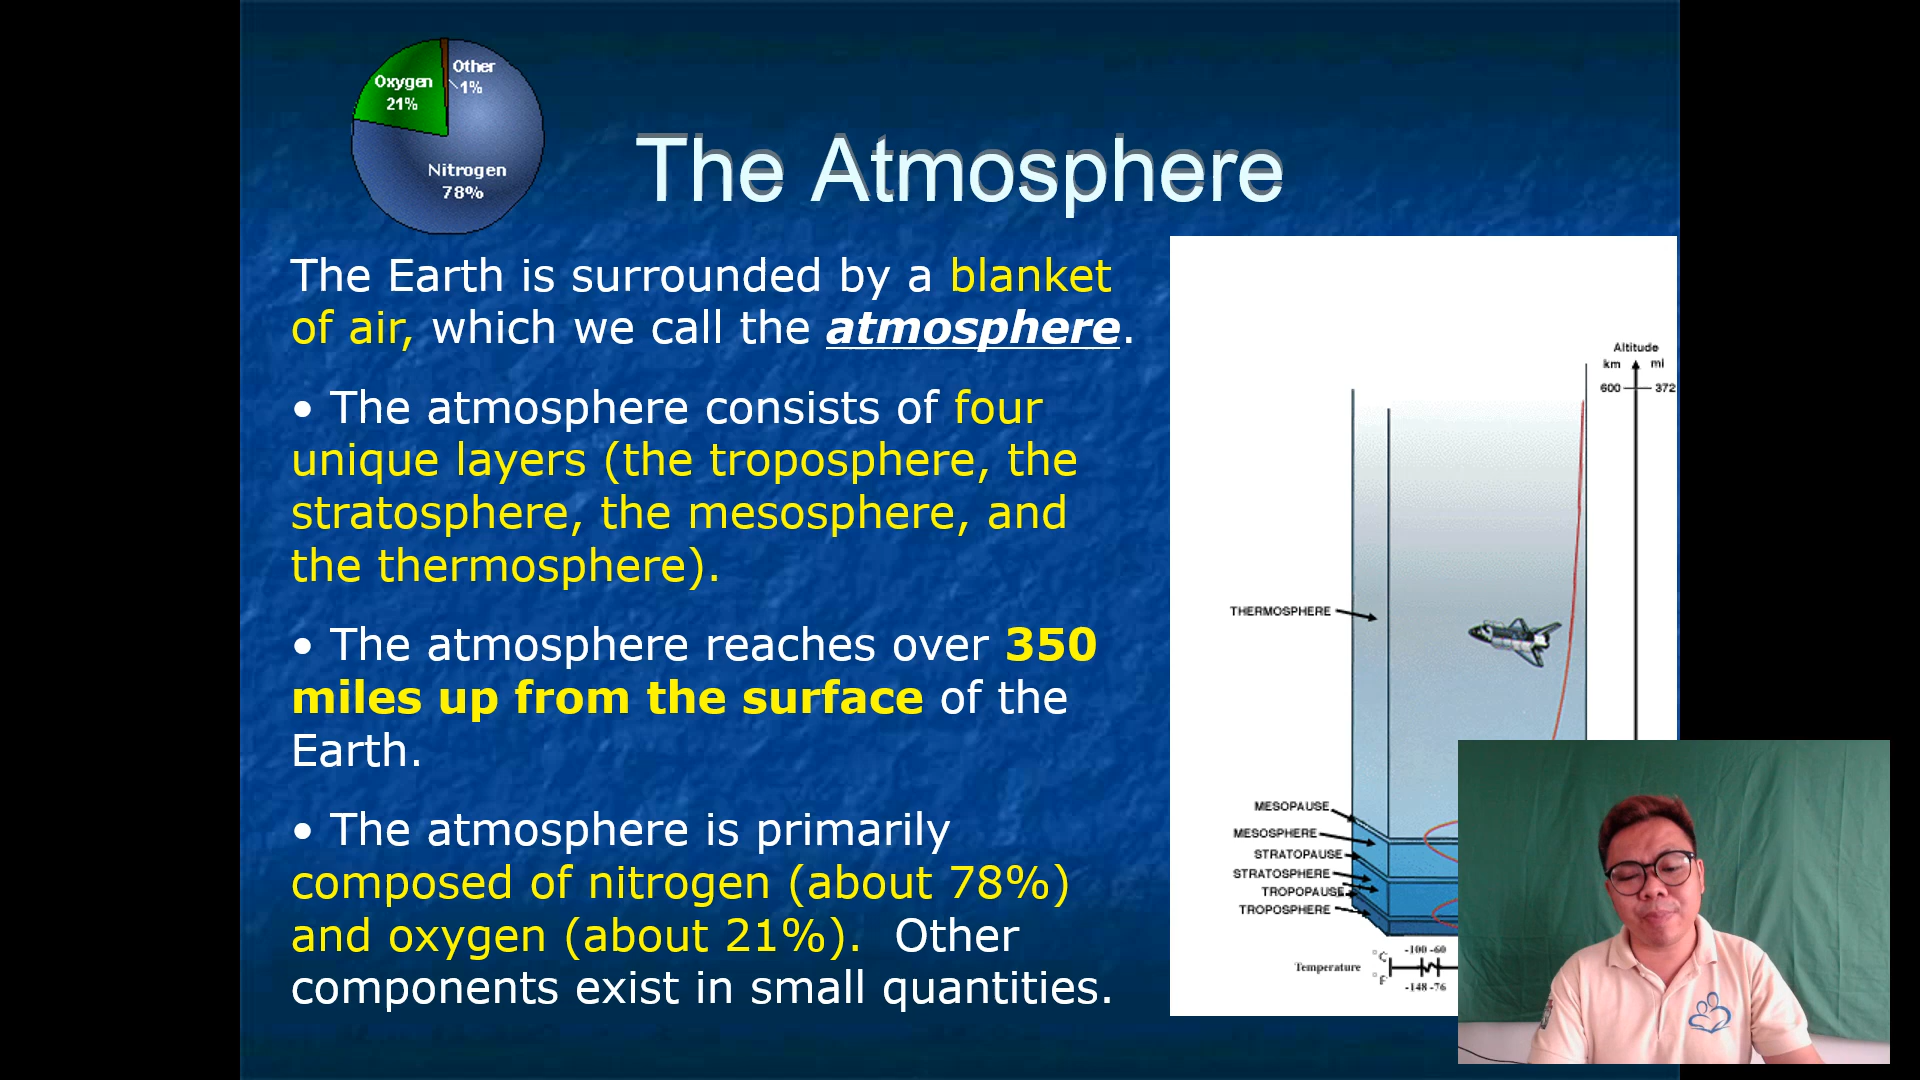 Other
1%
Oxygen
21%
Nitrogen
78%
The Atmosphere
The Earth is surrounded by a blanket
of air, which we call the atmosphere.
• The atmosphere consists of four
unique layers (the troposphere, the
stratosphere, the mesosphere, and
the thermosphere).
• The atmosphere reaches over 350
miles up from the surface of the
Earth.
• The atmosphere is primarily
composed of nitrogen (about 78%)
and oxygen (about 21%).  Other
components exist in small quantities.
Altitude
km mi
600 372
THERMOSPHERE
MESOPAUSE
MESOSPHERE
STRATOPAUSE
STRATOSPHERE
TROPOPAUSE
TROPOSPHERE
°C -100 -60
Temperature
°F -148 -76